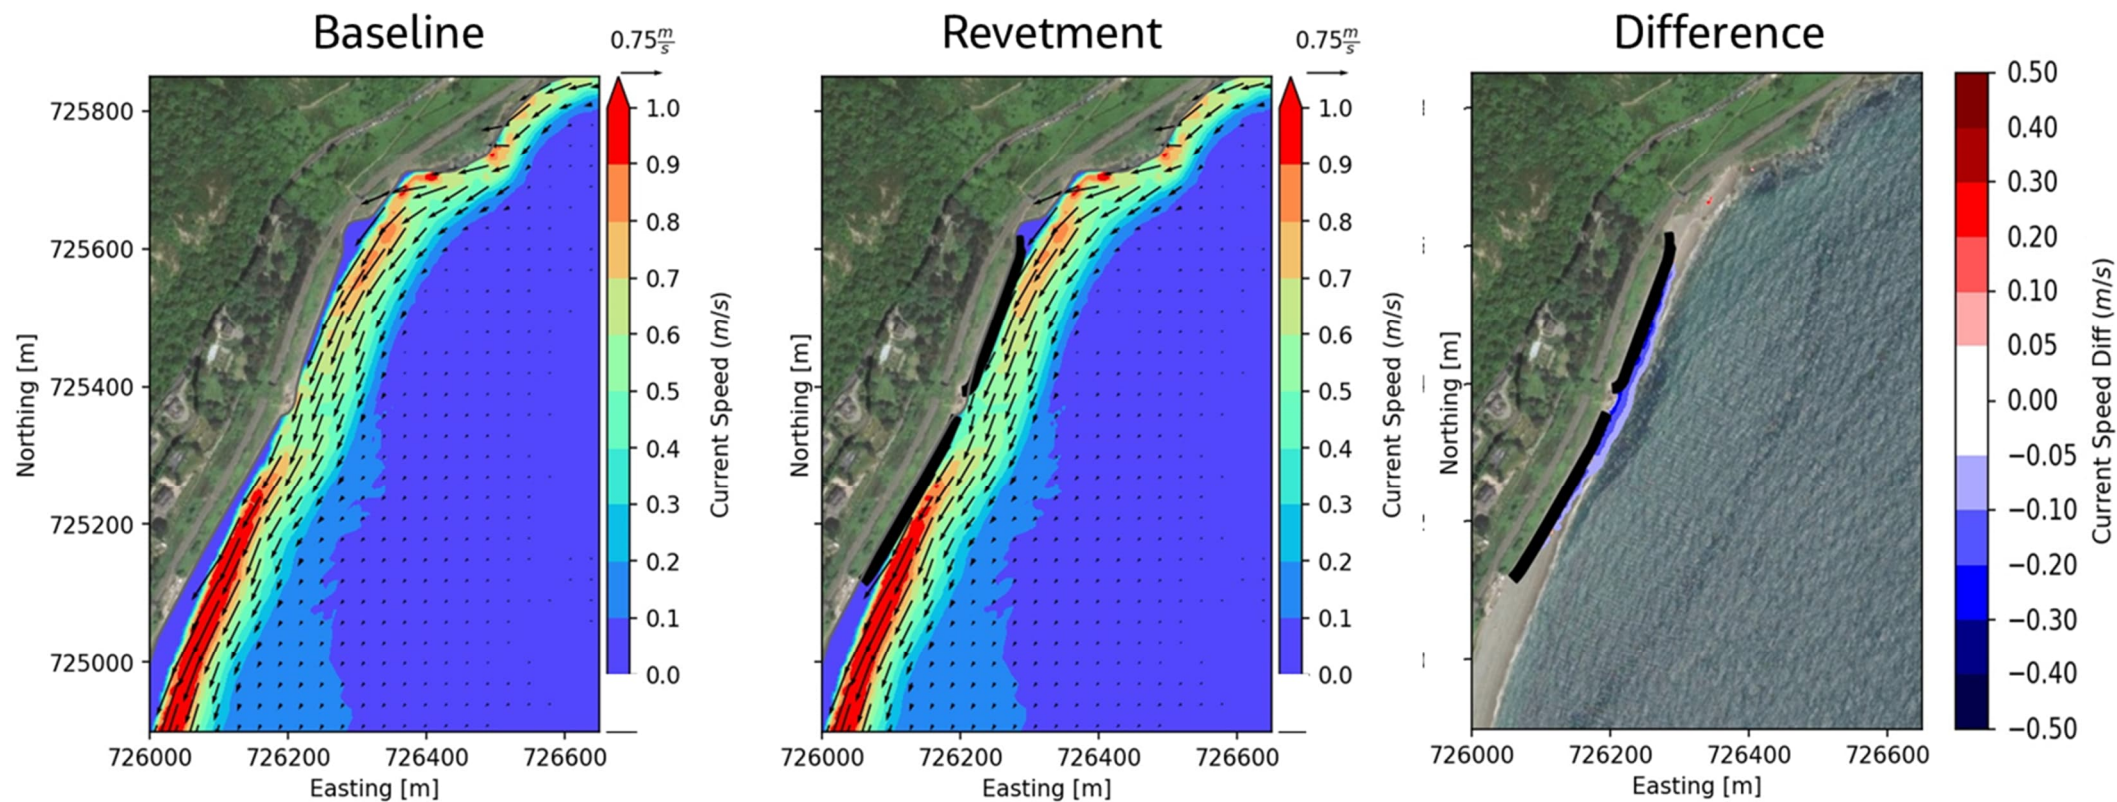 Baseline
0.75 m/s
Revetment
0.75 m/s
Difference
725800
725600
725400
725200
725000
Northing [m]
726000 726200 726400 726600
Easting [m]
1.0
0.9
0.8
0.7
0.6
0.5
0.4
0.3
0.2
0.1
0.0
Current Speed (m/s)
Northing [m]
726000 726200 726400 726600
Easting [m]
1.0
0.9
0.8
0.7
0.6
0.5
0.4
0.3
0.2
0.1
0.0
Current Speed (m/s)
Northing [m]
726000 726200 726400 726600
Easting [m]
0.50
0.40
0.30
0.20
0.10
0.05
0.00
−0.05
−0.10
−0.20
−0.30
−0.40
−0.50
Current Speed Diff (m/s)